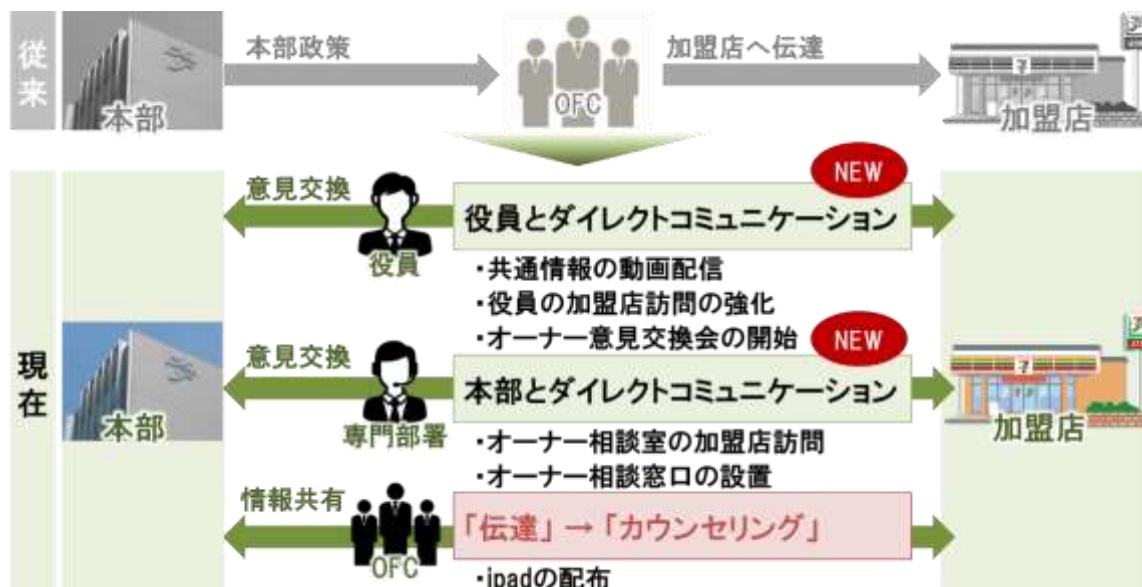 従来
本部
本部政策
OFC
加盟店へ伝達
加盟店
現在
本部
意見交換
役員
NEW
役員とダイレクトコミュニケーション
・共通情報の動画配信
・役員の加盟店訪問の強化
・オーナー意見交換会の開始
意見交換
専門部署
NEW
本部とダイレクトコミュニケーション
・オーナー相談室の加盟店訪問
・オーナー相談窓口の設置
情報共有
OFC
「伝達」→「カウンセリング」
・ipadの配布
加盟店